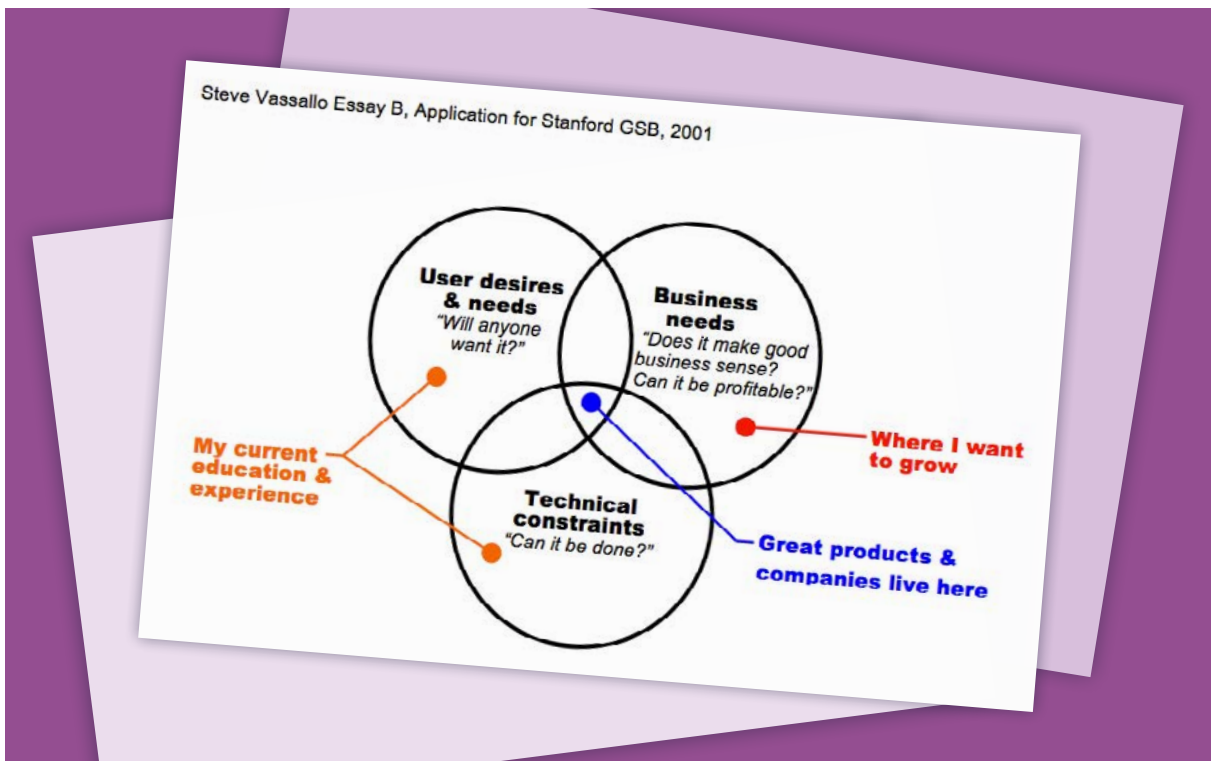 Steve Vassallo Essay B, Application for Stanford GSB, 2001
User desires
& needs
“Will anyone
want it?”
Business
needs
“Does it make good
business sense?
Can it be profitable?”
My current
education &
experience
Where I want
to grow
Technical
constraints
“Can it be done?”
Great products &
companies live here